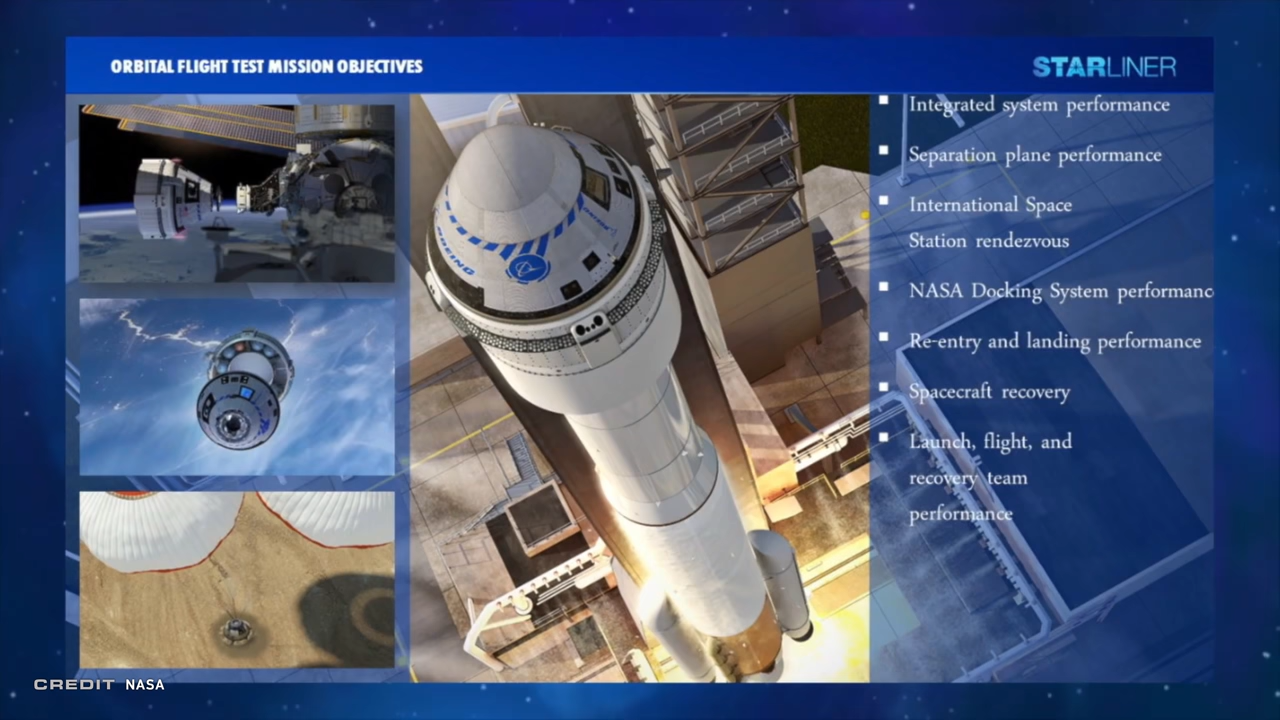 ORBITAL FLIGHT TEST MISSION OBJECTIVES
STARLINER
BOEING
Integrated system performance
Separation plane performance
International Space
Station rendezvous
NASA Docking System performanc
Re-entry and landing performance
Spacecraft recovery
Launch, flight, and
recovery team
performance
CREDIT NASA